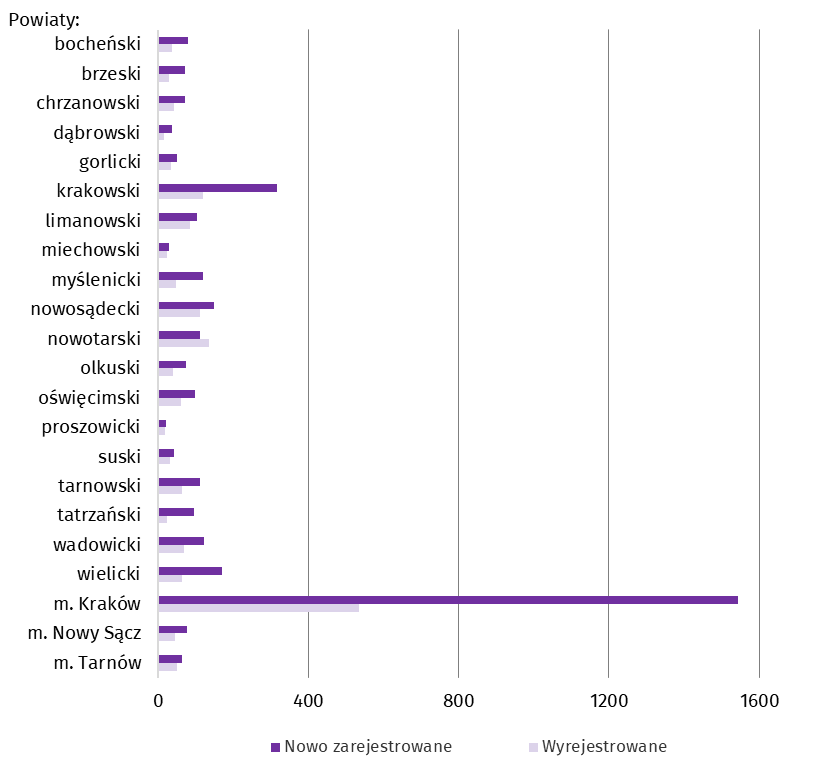 Powiaty:
bocheński
brzeski
chrzanowski
dąbrowski
gorlicki
krakowski
limanowski
miechowski
myślenicki
nowosądecki
nowotarski
olkuski
oświęcimski
proszowicki
suski
tarnowski
tatrzański
wadowicki
wielicki
m. Kraków
m. Nowy Sącz
m. Tarnów
0 400 800 1200 1600
Nowo zarejestrowane Wyrejestrowane